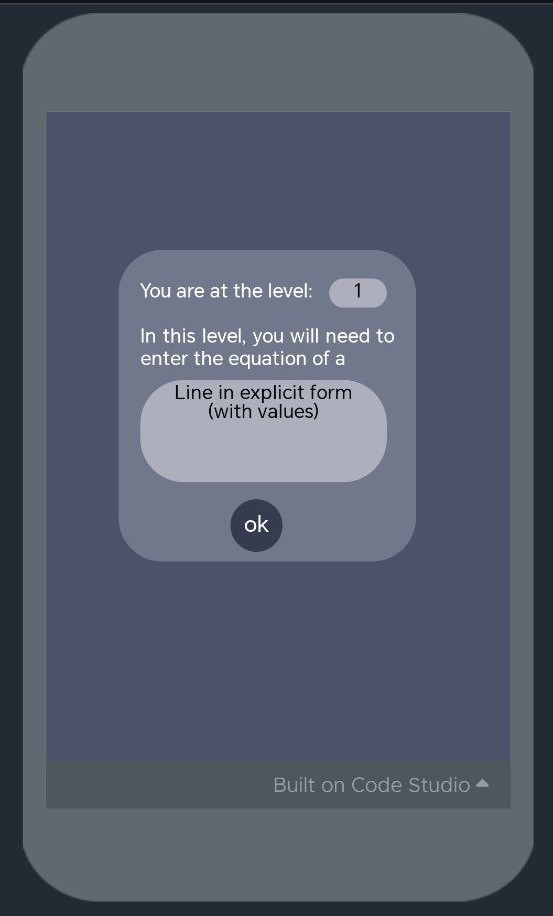 You are at the level: 1
In this level, you will need to
enter the equation of a
Line in explicit form
(with values)
ok
Built on Code Studio